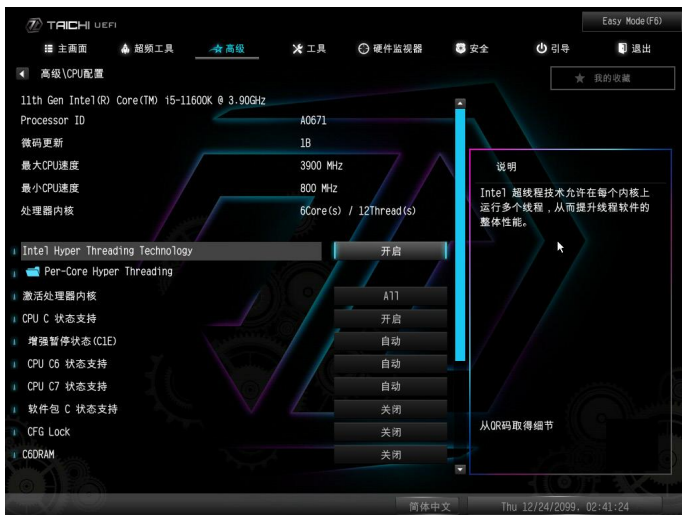 TAICHI UEFI
Easy Mode(F6)
主画面 超频工具 高级 工具 硬件监视器 安全 引导 退出
高级\CPU配置
我的收藏
11th Gen Intel(R) Core(TM) i5-11600K @ 3.90GHz
Processor ID A0671
微码更新 1B
最大CPU速度 3900 MHz
最小CPU速度 800 MHz
处理器内核 6Core(s) / 12Thread(s)
Intel Hyper Threading Technology 开启
Per-Core Hyper Threading
激活处理器内核 All
CPU C 状态支持 开启
增强暂停状态(C1E) 自动
CPU C6 状态支持 自动
CPU C7 状态支持 自动
软件包 C 状态支持 关闭
CFG Lock 关闭
C6DRAM 关闭
说明
Intel 超线程技术允许在每个内核上
运行多个线程，从而提升线程软件的
整体性能。
从QR码取得细节
简体中文
Thu 12/24/2099, 02:41:24